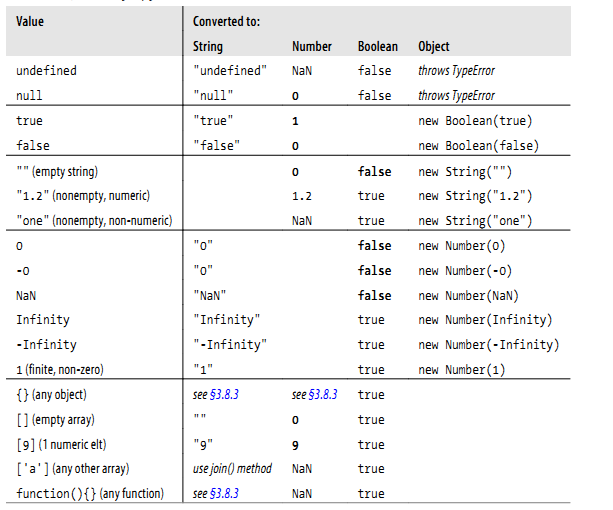 Value Converted to:
String Number Boolean Object
undefined "undefined" NaN false throws TypeError
null "null" 0 false throws TypeError
true "true" 1 new Boolean(true)
false "false" 0 new Boolean(false)
"" (empty string) 0 false new String("")
"1.2" (nonempty, numeric) 1.2 true new String("1.2")
"one" (nonempty, non-numeric) NaN true new String("one")
0 "0" false new Number(0)
-0 "0" false new Number(-0)
NaN "NaN" false new Number(NaN)
Infinity "Infinity" true new Number(Infinity)
-Infinity "-Infinity" true new Number(-Infinity)
1 (finite, non-zero) "1" true new Number(1)
{} (any object) see §3.8.3 see §3.8.3 true
[] (empty array) "" 0 true
[9] (1 numeric elt) "9" 9 true
['a'] (any other array) use join() method NaN true
function(){} (any function) see §3.8.3 NaN true